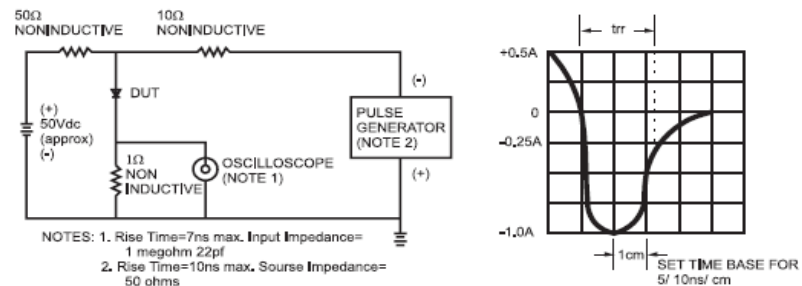 50Ω
NONINDUCTIVE
10Ω
NONINDUCTIVE
DUT
(+)
50Vdc
(approx)
(-)
1Ω
NON
INDUCTIVE
OSCILLOSCOPE
(NOTE 1)
(-)
PULSE
GENERATOR
(NOTE 2)
(+)
NOTES: 1. Rise Time=7ns max. Input Impedance=
1 megohm 22pf
2. Rise Time=10ns max. Sourse Impedance=
50 ohms
trr
+0.5A
0
-0.25A
-1.0A
1cm
SET TIME BASE FOR
5/ 10ns/ cm